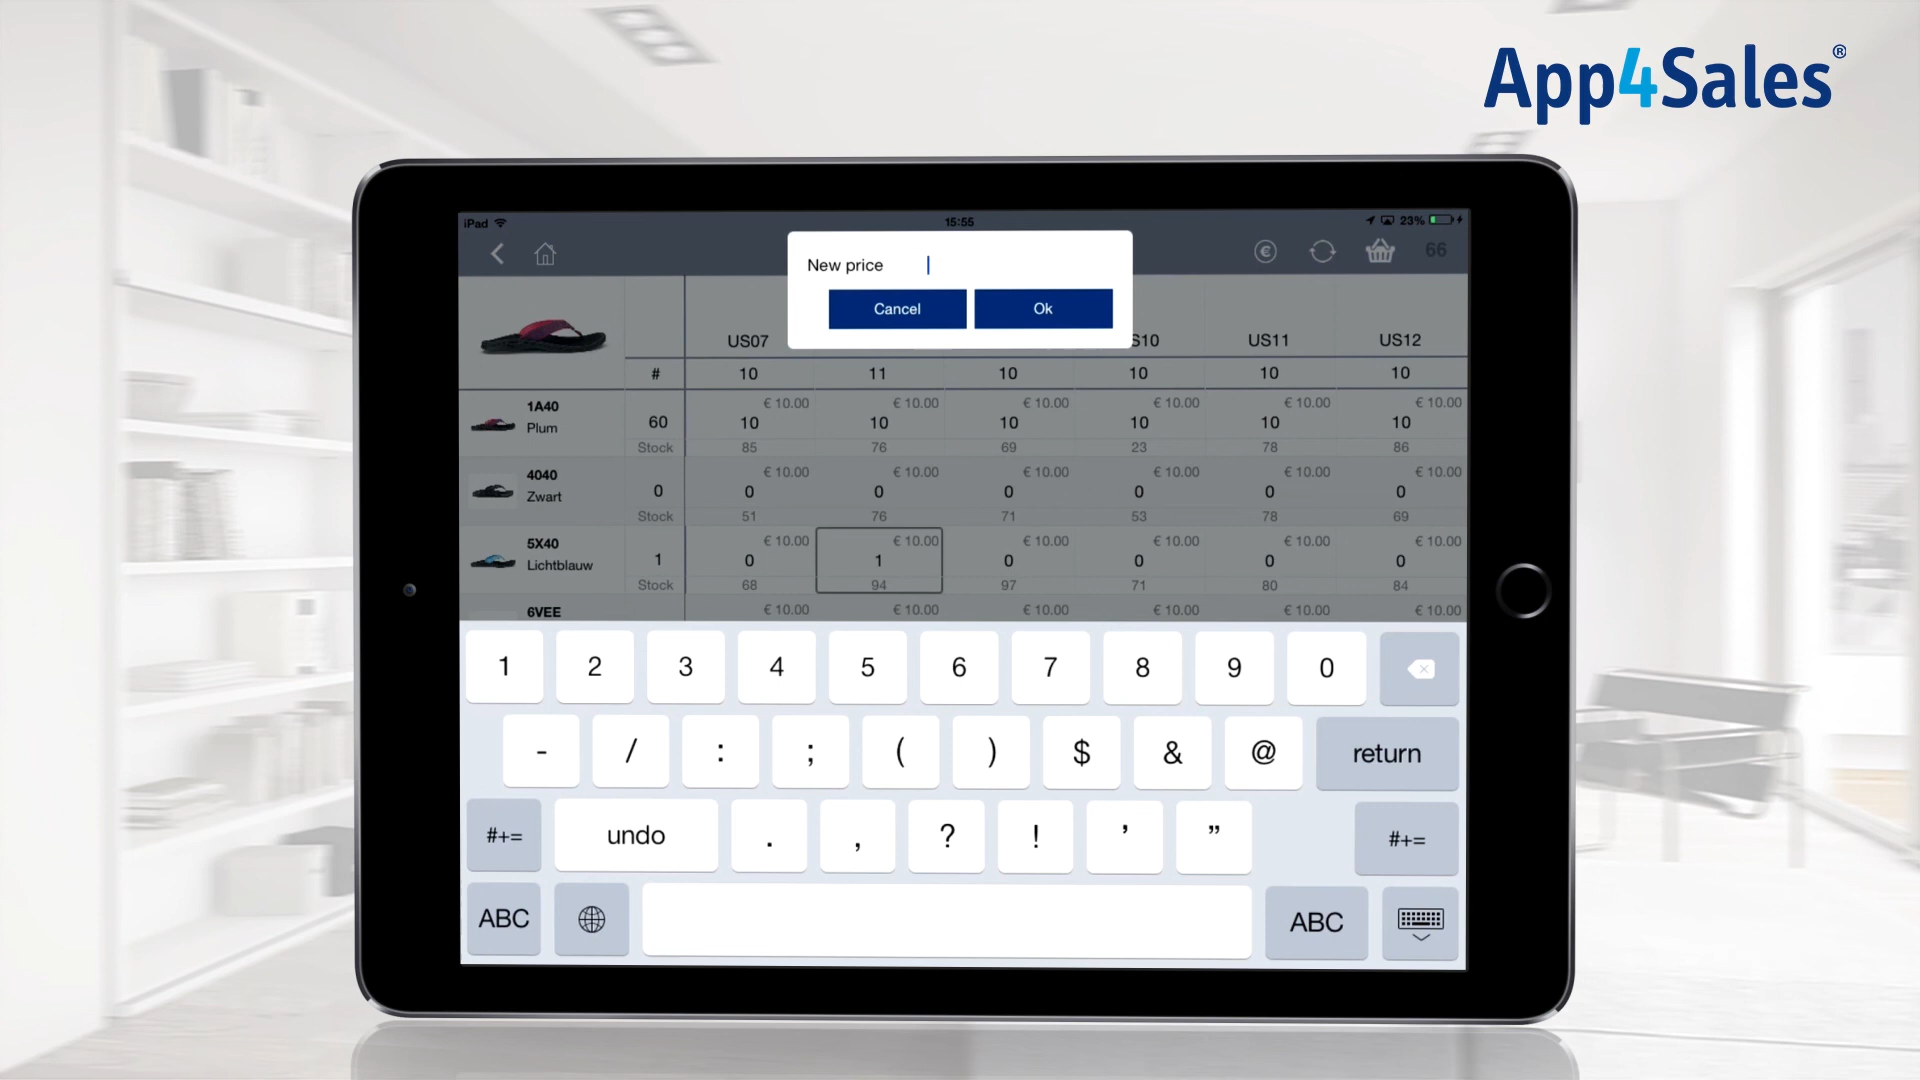 App4Sales®
iPad 15:55 23%
New price
Cancel Ok
€ 66
US07 S10 US11 US12
# 10 11 10 10 10 10
€ 10.00 € 10.00 € 10.00 € 10.00 € 10.00 € 10.00
1A40
Plum 60 10 10 10 10 10 10
Stock 85 76 69 23 78 86
€ 10.00 € 10.00 € 10.00 € 10.00 € 10.00 € 10.00
4040
Zwart 0 0 0 0 0 0 0
Stock 51 76 71 53 78 69
€ 10.00 € 10.00 € 10.00 € 10.00 € 10.00 € 10.00
5X40
Lichtblauw 1 0 1 0 0 0 0
Stock 68 94 97 71 80 84
6VEE € 10.00 € 10.00 € 10.00 € 10.00 € 10.00 € 10.00
1 2 3 4 5 6 7 8 9 0
- / : ; ( ) $ & @ return
#+= undo . , ? ! ’ ” #+=
ABC ABC